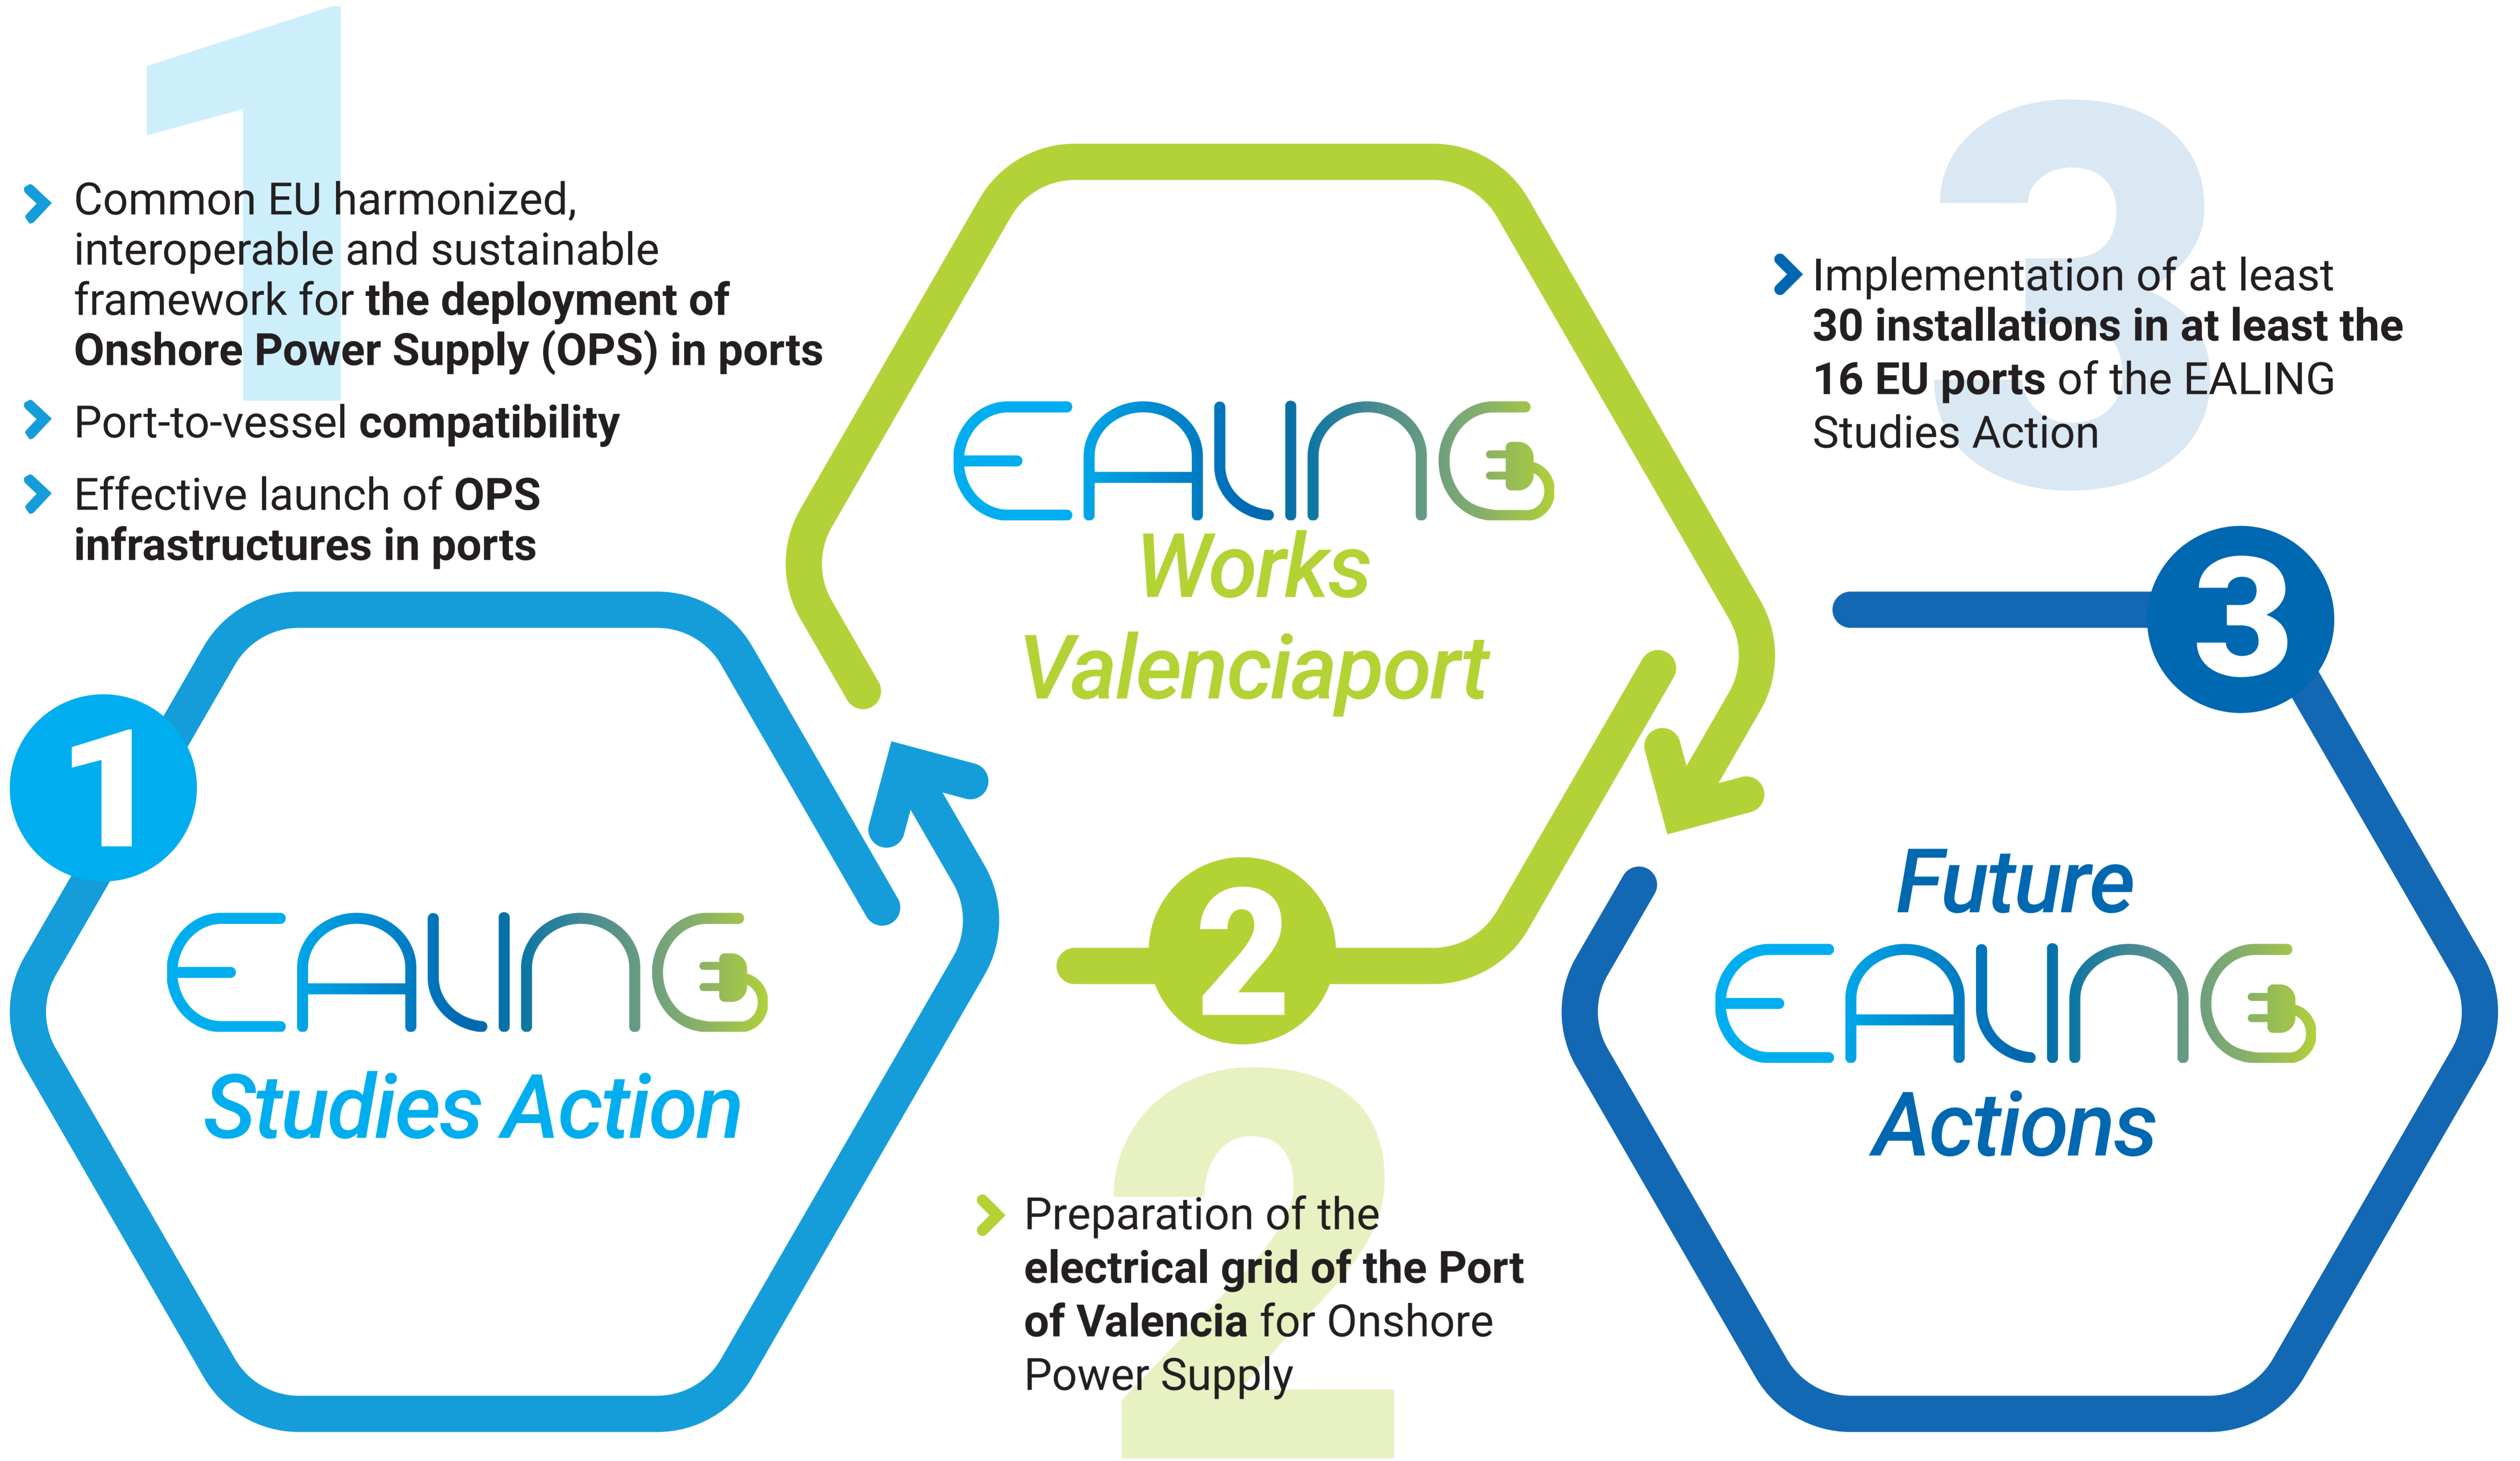 1
Common EU harmonized,
interoperable and sustainable
framework for the deployment of
Onshore Power Supply (OPS) in ports
Port-to-vessel compatibility
Effective launch of OPS
infrastructures in ports
1
EALING
Studies Action
EALING
Works
Valenciaport
2
2
Preparation of the
electrical grid of the Port
of Valencia for Onshore
Power Supply
3
Implementation of at least
30 installations in at least the
16 EU ports of the EALING
Studies Action
3
Future
EALING
Actions